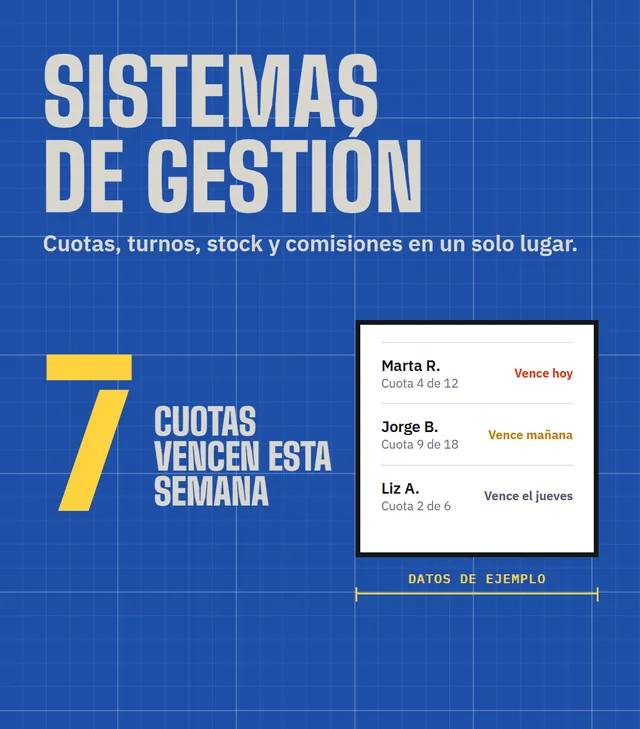 SISTEMAS
DE GESTIÓN
Cuotas, turnos, stock y comisiones en un solo lugar.
7
CUOTAS
VENCEN ESTA
SEMANA
Marta R.
Cuota 4 de 12
Vence hoy
Jorge B.
Cuota 9 de 18
Vence mañana
Liz A.
Cuota 2 de 6
Vence el jueves
DATOS DE EJEMPLO